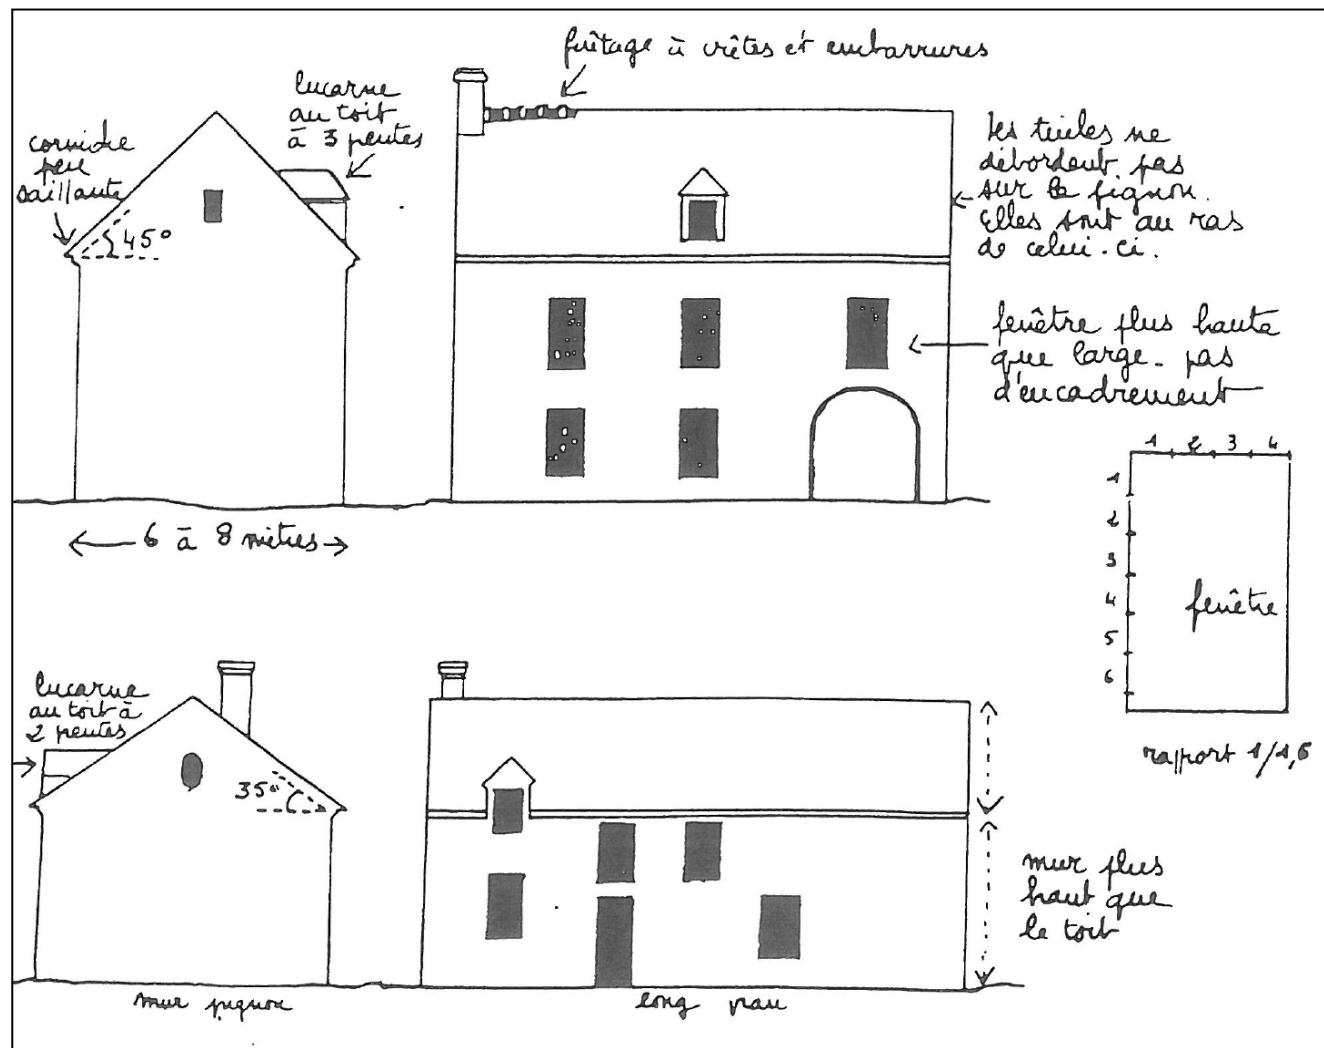 faîtage à crêtes et embarrures
lucarne
au toit
à 3 pentes
corniche
peu
saillante
45°
les tuiles ne
débordent pas
sur le pignon.
Elles sont au ras
de celui-ci.
fenêtre plus haute
que large - pas
d'encadrement
6 à 8 mètres
1 2 3 4
1
2
3
4
5
6
fenêtre
rapport 1/1,6
lucarne
au toit à
2 pentes
35°
mur plus
haut que
le toit
mur pignon
long pan